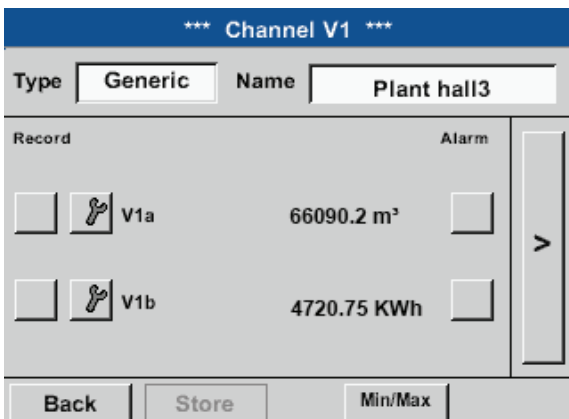 *** Channel V1 ***
Type Generic Name Plant hall3
Record Alarm
V1a 66090.2 m³
>
V1b 4720.75 KWh
Back Store Min/Max